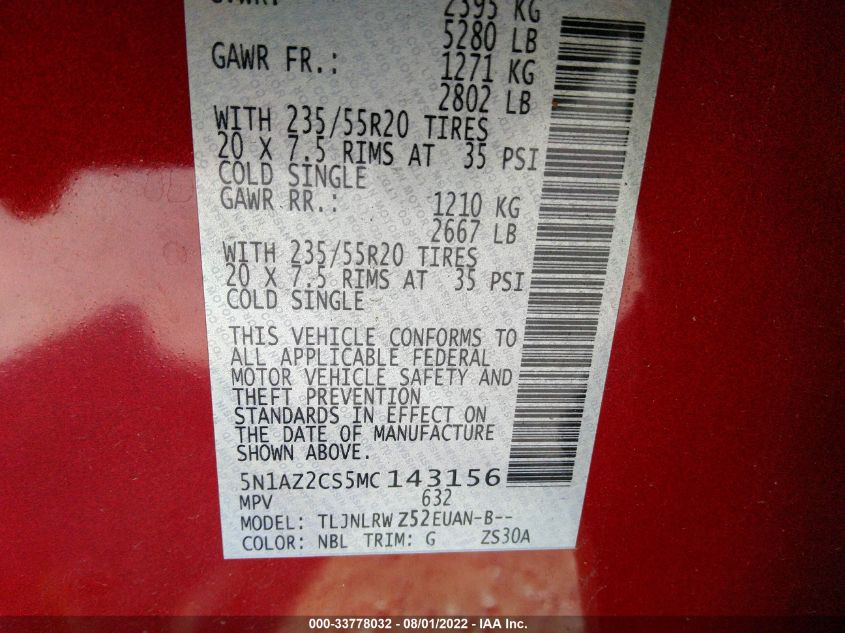 GVWR: 2395 KG
5280 LB
GAWR FR.: 1271 KG
2802 LB
WITH 235/55R20 TIRES
20 X 7.5 RIMS AT 35 PSI
COLD SINGLE
GAWR RR.: 1210 KG
2667 LB
WITH 235/55R20 TIRES
20 X 7.5 RIMS AT 35 PSI
COLD SINGLE
THIS VEHICLE CONFORMS TO
ALL APPLICABLE FEDERAL
MOTOR VEHICLE SAFETY AND
THEFT PREVENTION
STANDARDS IN EFFECT ON
THE DATE OF MANUFACTURE
SHOWN ABOVE.
5N1AZ2CS5MC143156
MPV 632
MODEL: TLJNLRWZ52EUAN-B--
COLOR: NBL TRIM: G ZS30A
000-33778032 - 08/01/2022 - IAA Inc.